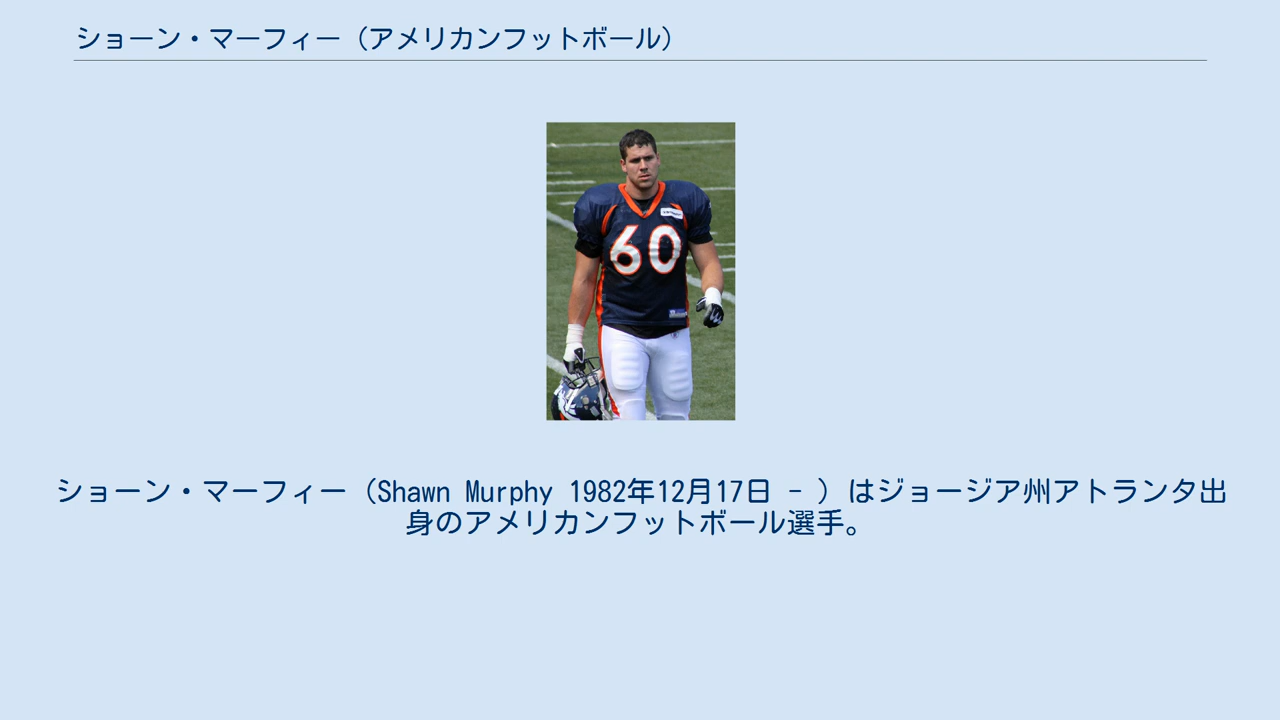 ショーン・マーフィー（アメリカンフットボール）
60
ショーン・マーフィー（Shawn Murphy 1982年12月17日 - ）はジョージア州アトランタ出
身のアメリカンフットボール選手。